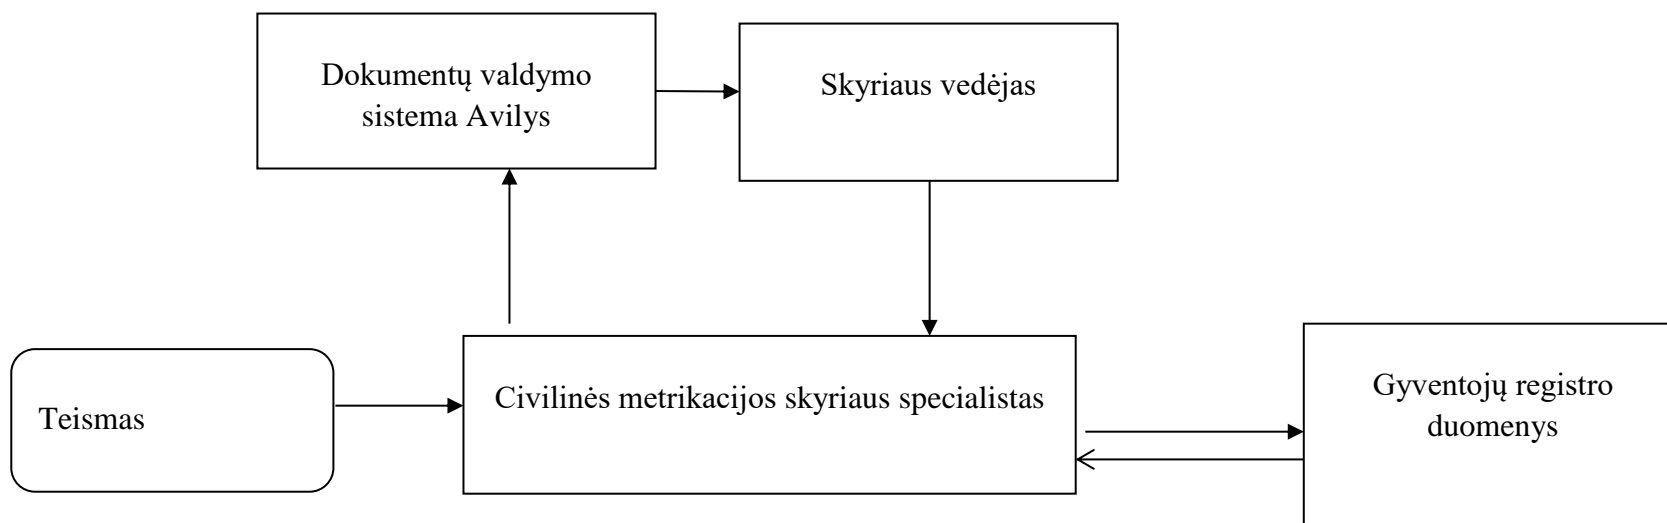 Dokumentų valdymo
sistema Avilys
Skyriaus vedėjas
Teismas
Civilinės metrikacijos skyriaus specialistas
Gyventojų registro
duomenys